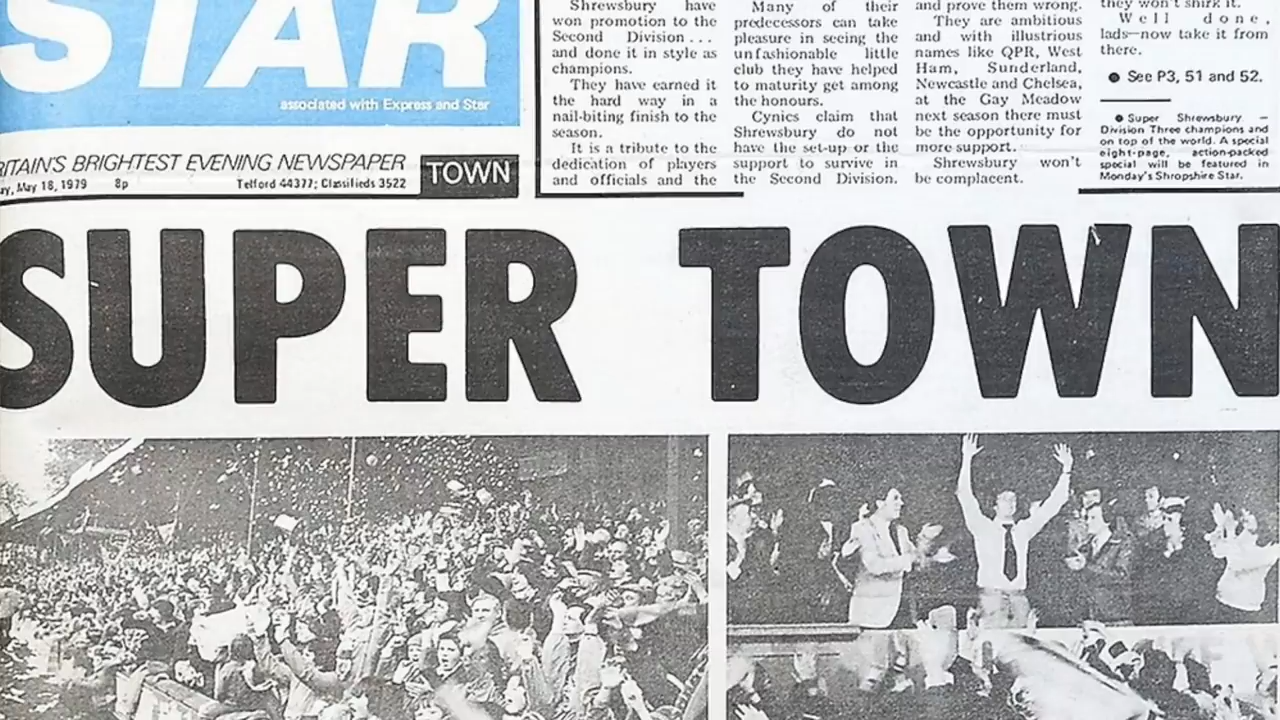 STAR
associated with Express and Star
RITAIN'S BRIGHTEST EVENING NEWSPAPER
ay, May 18, 1979 8p Telford 44377; Classifieds 3522
TOWN
Shrewsbury have
won promotion to the
Second Division . . .
and done it in style as
champions.
They have earned it
the hard way in a
nail-biting finish to the
season.
It is a tribute to the
dedication of players
and officials and the
Many of their
predecessors can take
pleasure in seeing the
unfashionable little
club they have helped
to maturity get among
the honours.
Cynics claim that
Shrewsbury do not
have the set-up or the
support to survive in
the Second Division.
and prove them wrong.
They are ambitious
and with illustrious
names like QPR, West
Ham, Sunderland,
Newcastle and Chelsea,
at the Gay Meadow
next season there must
be the opportunity for
more support.
Shrewsbury won't
be complacent.
they won't shirk it.
Well done,
lads—now take it from
there.
● See P3, 51 and 52.
● Super Shrewsbury —
Division Three champions and
on top of the world. A special
eight-page, action-packed
special will be featured in
Monday's Shropshire Star.
SUPER TOWN